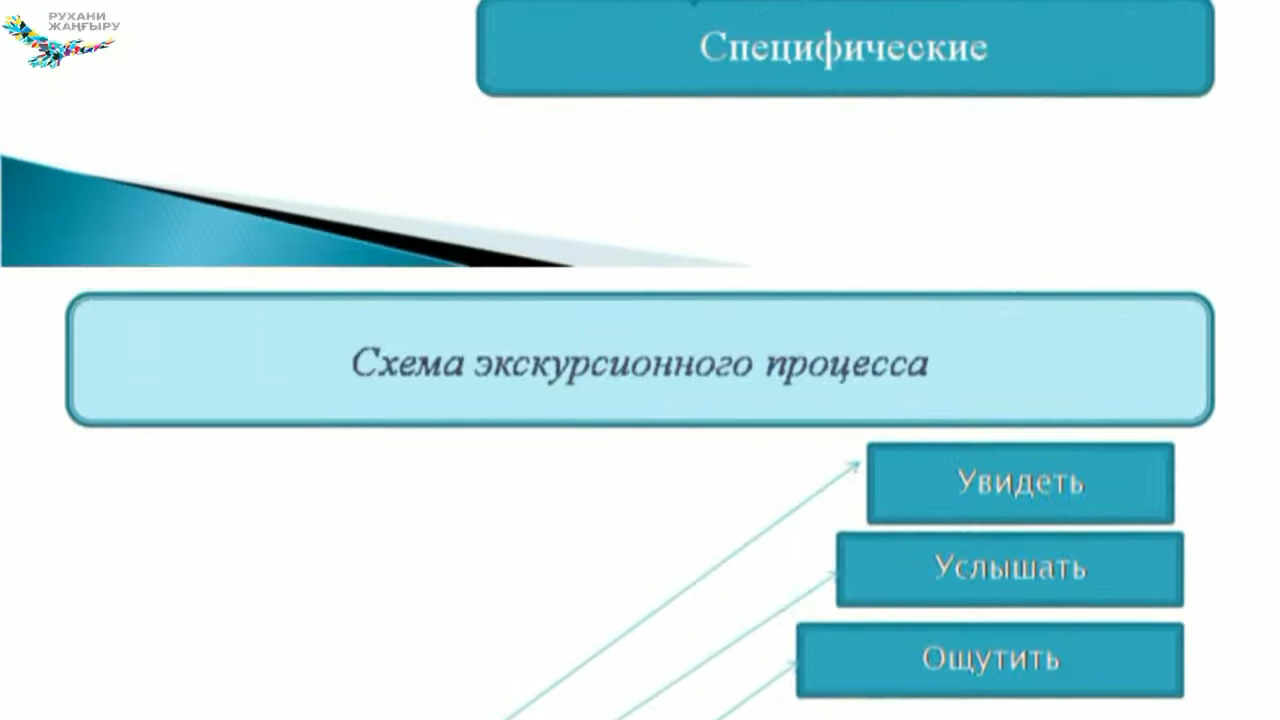 РУХАНИ
ЖАҢҒЫРУ
Специфические
Схема экскурсионного процесса
Увидеть
Услышать
Ощутить